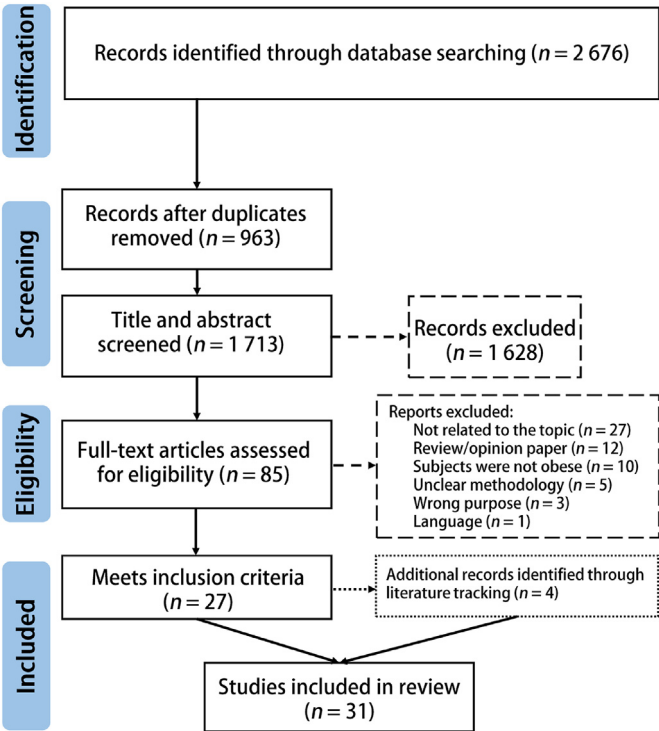 Identification
Records identified through database searching (n = 2 676)
Screening
Records after duplicates
removed (n = 963)
Title and abstract
screened (n = 1 713)
Records excluded
(n = 1 628)
Eligibility
Full-text articles assessed
for eligibility (n = 85)
Reports excluded:
Not related to the topic (n = 27)
Review/opinion paper (n = 12)
Subjects were not obese (n = 10)
Unclear methodology (n = 5)
Wrong purpose (n = 3)
Language (n = 1)
Included
Meets inclusion criteria
(n = 27)
Additional records identified through
literature tracking (n = 4)
Studies included in review
(n = 31)